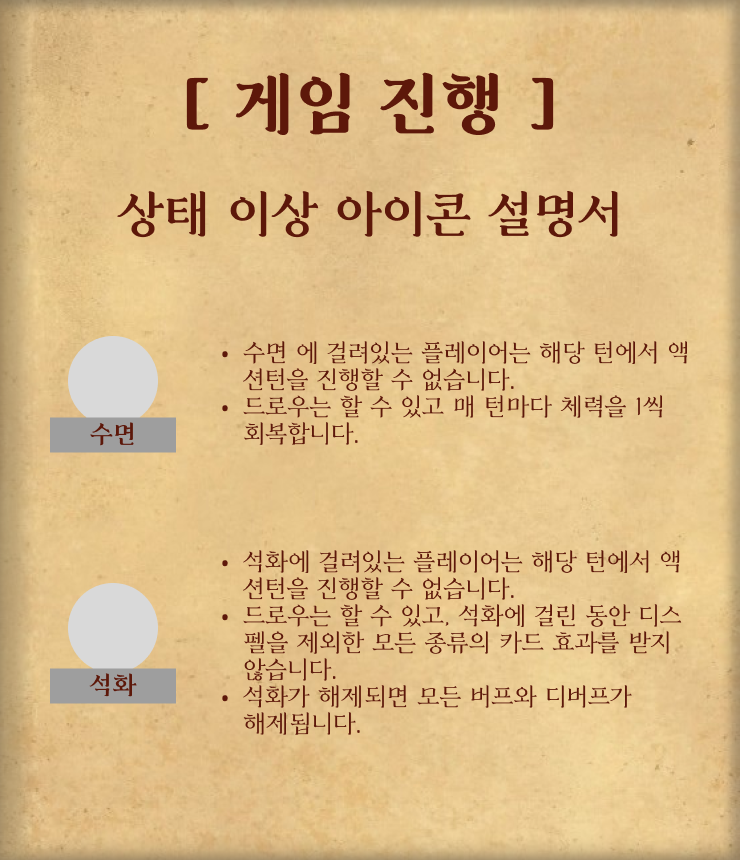 [ 게임 진행 ]
상태 이상 아이콘 설명서
수면
• 수면 에 걸려있는 플레이어는 해당 턴에서 액
션턴을 진행할 수 없습니다.
• 드로우는 할 수 있고 매 턴마다 체력을 1씩
회복합니다.
석화
• 석화에 걸려있는 플레이어는 해당 턴에서 액
션턴을 진행할 수 없습니다.
• 드로우는 할 수 있고, 석화에 걸린 동안 디스
펠을 제외한 모든 종류의 카드 효과를 받지
않습니다.
• 석화가 해제되면 모든 버프와 디버프가
해제됩니다.